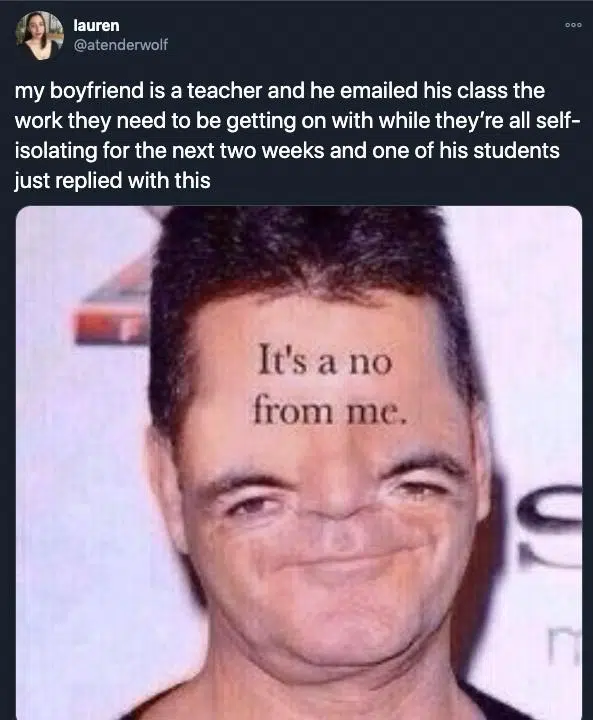 lauren
@atenderwolf
my boyfriend is a teacher and he emailed his class the
work they need to be getting on with while they’re all self-
isolating for the next two weeks and one of his students
just replied with this
It's a no
from me.